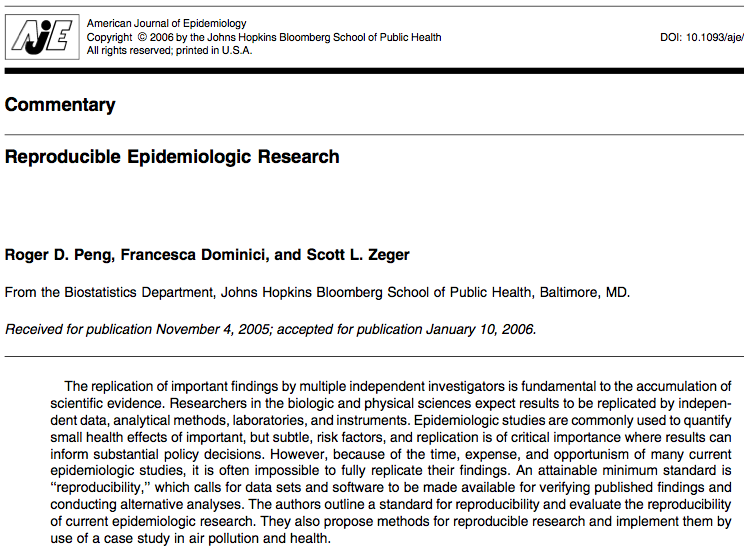 AJE
American Journal of Epidemiology
Copyright © 2006 by the Johns Hopkins Bloomberg School of Public Health
All rights reserved; printed in U.S.A.
DOI: 10.1093/aje/
Commentary
Reproducible Epidemiologic Research
Roger D. Peng, Francesca Dominici, and Scott L. Zeger
From the Biostatistics Department, Johns Hopkins Bloomberg School of Public Health, Baltimore, MD.
Received for publication November 4, 2005; accepted for publication January 10, 2006.
The replication of important findings by multiple independent investigators is fundamental to the accumulation of
scientific evidence. Researchers in the biologic and physical sciences expect results to be replicated by indepen-
dent data, analytical methods, laboratories, and instruments. Epidemiologic studies are commonly used to quantify
small health effects of important, but subtle, risk factors, and replication is of critical importance where results can
inform substantial policy decisions. However, because of the time, expense, and opportunism of many current
epidemiologic studies, it is often impossible to fully replicate their findings. An attainable minimum standard is
“reproducibility,” which calls for data sets and software to be made available for verifying published findings and
conducting alternative analyses. The authors outline a standard for reproducibility and evaluate the reproducibility
of current epidemiologic research. They also propose methods for reproducible research and implement them by
use of a case study in air pollution and health.